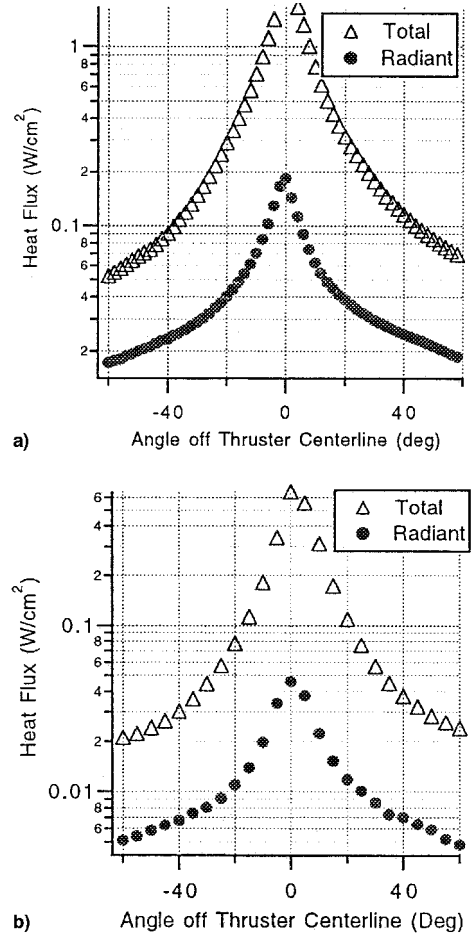 1
8
6
4
2
0.1
8
6
4
2
Heat Flux (W/cm²)
△ Total
● Radiant
-40 0 40
a) Angle off Thruster Centerline (deg)
6
4
2
0.1
8
6
4
2
0.01
8
6
Heat Flux (W/cm²)
△ Total
● Radiant
-40 0 40
b) Angle off Thruster Centerline (Deg)